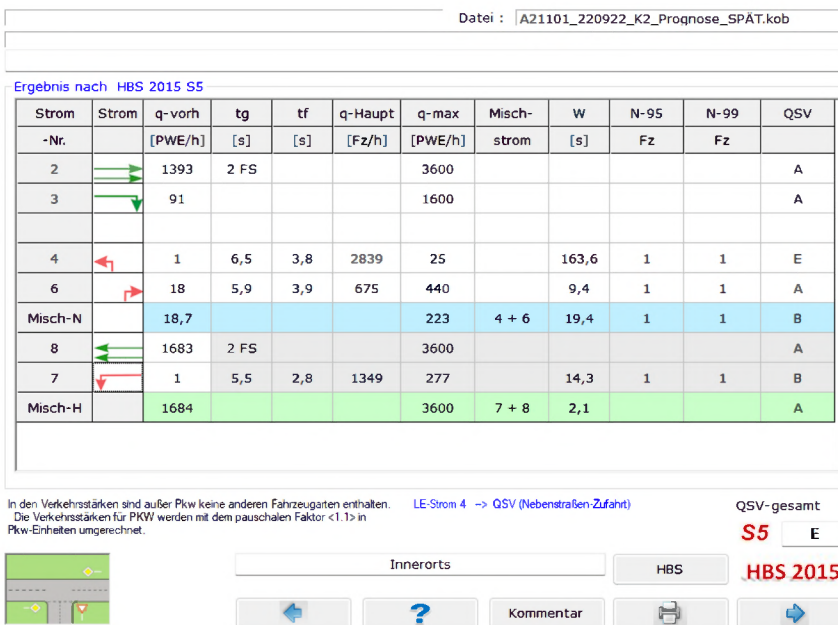 Datei : A21101_220922_K2_Prognose_SPÄT.kob
Ergebnis nach HBS 2015 S5
Strom Strom q-vorh tg tf q-Haupt q-max Misch- W N-95 N-99 QSV
-Nr. [PWE/h] [s] [s] [Fz/h] [PWE/h] strom [s] Fz Fz
2 1393 2 FS 3600 A
3 91 1600 A
4 1 6,5 3,8 2839 25 163,6 1 1 E
6 18 5,9 3,9 675 440 9,4 1 1 A
Misch-N 18,7 223 4 + 6 19,4 1 1 B
8 1683 2 FS 3600 A
7 1 5,5 2,8 1349 277 14,3 1 1 B
Misch-H 1684 3600 7 + 8 2,1 A
In den Verkehrsstärken sind außer Pkw keine anderen Fahrzeugarten enthalten. LE-Strom 4 -> QSV (Nebenstraßen-Zufahrt) QSV-gesamt
Die Verkehrsstärken für PKW werden mit dem pauschalen Faktor <1.1> in
Pkw-Einheiten umgerechnet.
S5 E
Innerorts HBS HBS 2015
? Kommentar